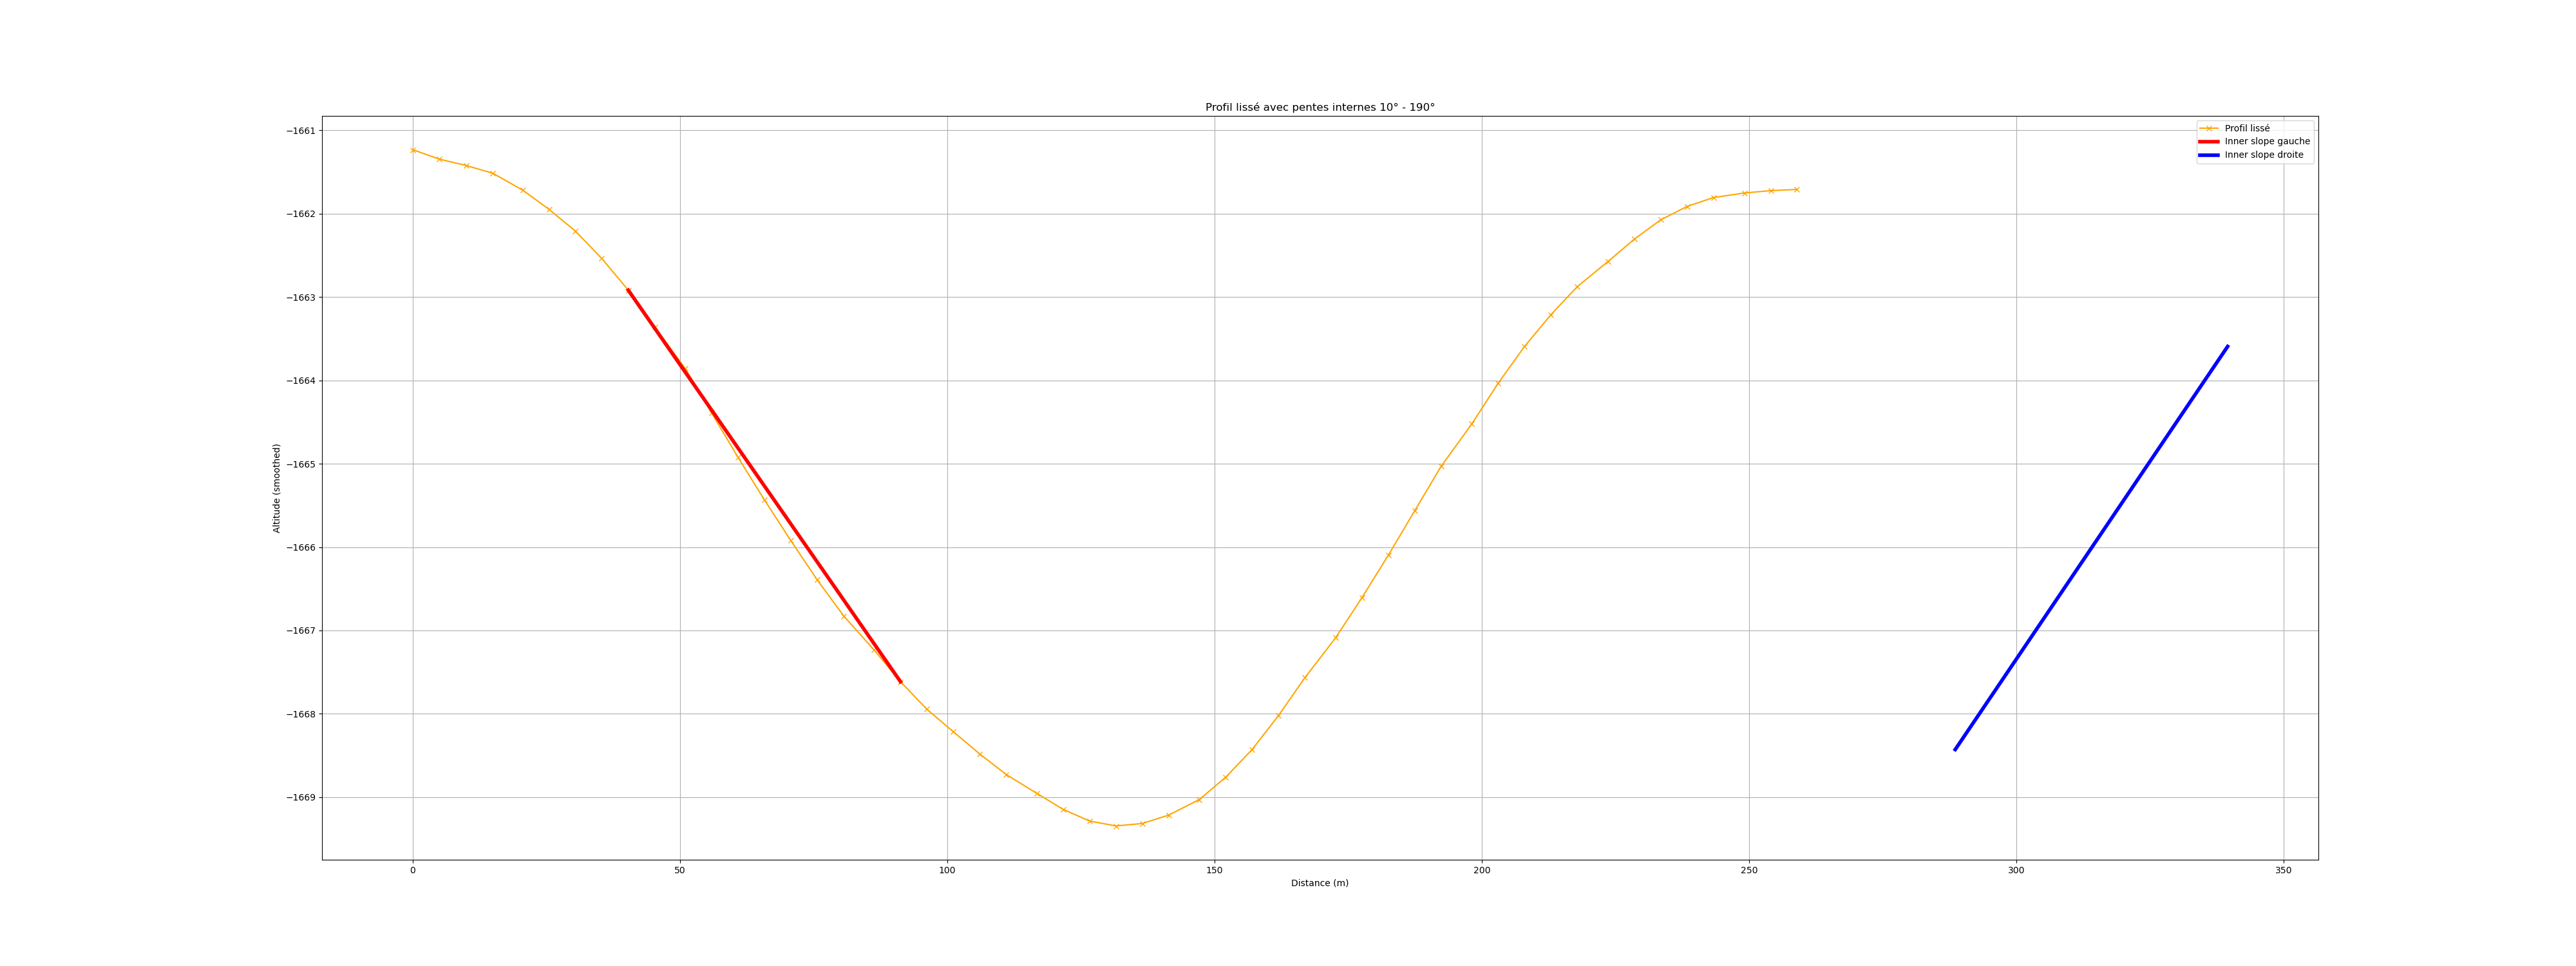 Profil lissé avec pentes internes 10° - 190°
Profil lissé
Inner slope gauche
Inner slope droite
Altitude (smoothed)
−1661
−1662
−1663
−1664
−1665
−1666
−1667
−1668
−1669
0 50 100 150 200 250 300 350
Distance (m)